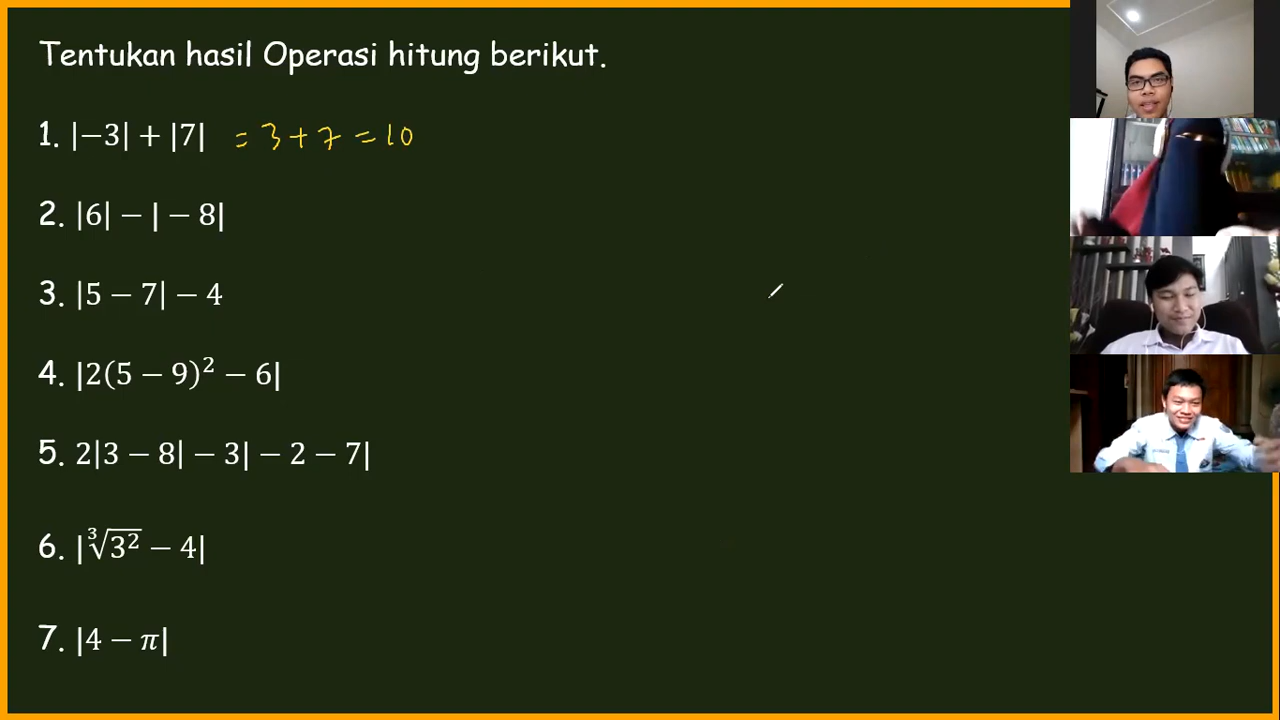 Tentukan hasil Operasi hitung berikut.
1. |−3| + |7| = 3 + 7 = 10
2. |6| − | − 8|
3. |5 − 7| − 4
4. |2(5 − 9)² − 6|
5. 2|3 − 8| − 3| − 2 − 7|
6. |∛3² − 4|
7. |4 − π|